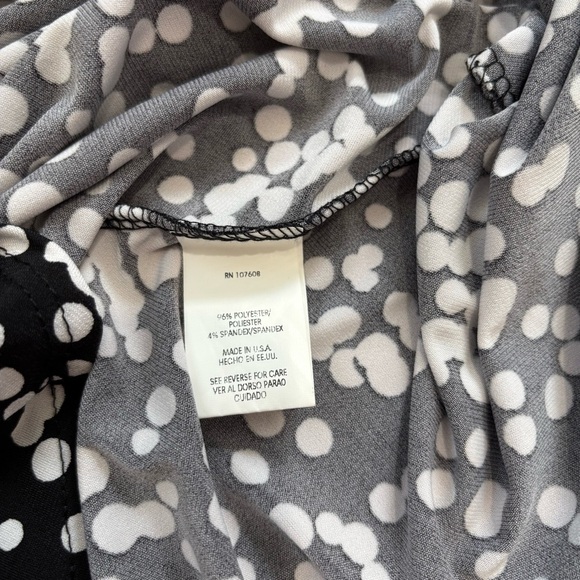 RN 107608
96% POLYESTER/
POLIESTER
4% SPANDEX/SPANDEX
MADE IN U.S.A
HECHO EN EE.UU.
SEE REVERSE FOR CARE
VER AL DORSO PARAO
CUIDADO